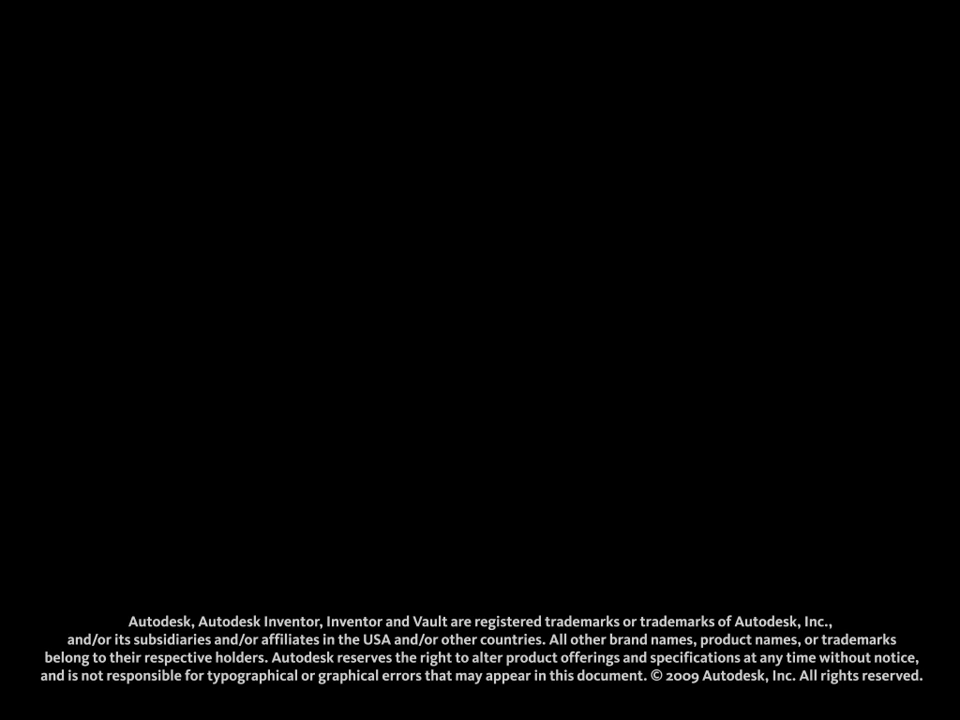 Autodesk, Autodesk Inventor, Inventor and Vault are registered trademarks or trademarks of Autodesk, Inc.,
and/or its subsidiaries and/or affiliates in the USA and/or other countries. All other brand names, product names, or trademarks
belong to their respective holders. Autodesk reserves the right to alter product offerings and specifications at any time without notice,
and is not responsible for typographical or graphical errors that may appear in this document. © 2009 Autodesk, Inc. All rights reserved.